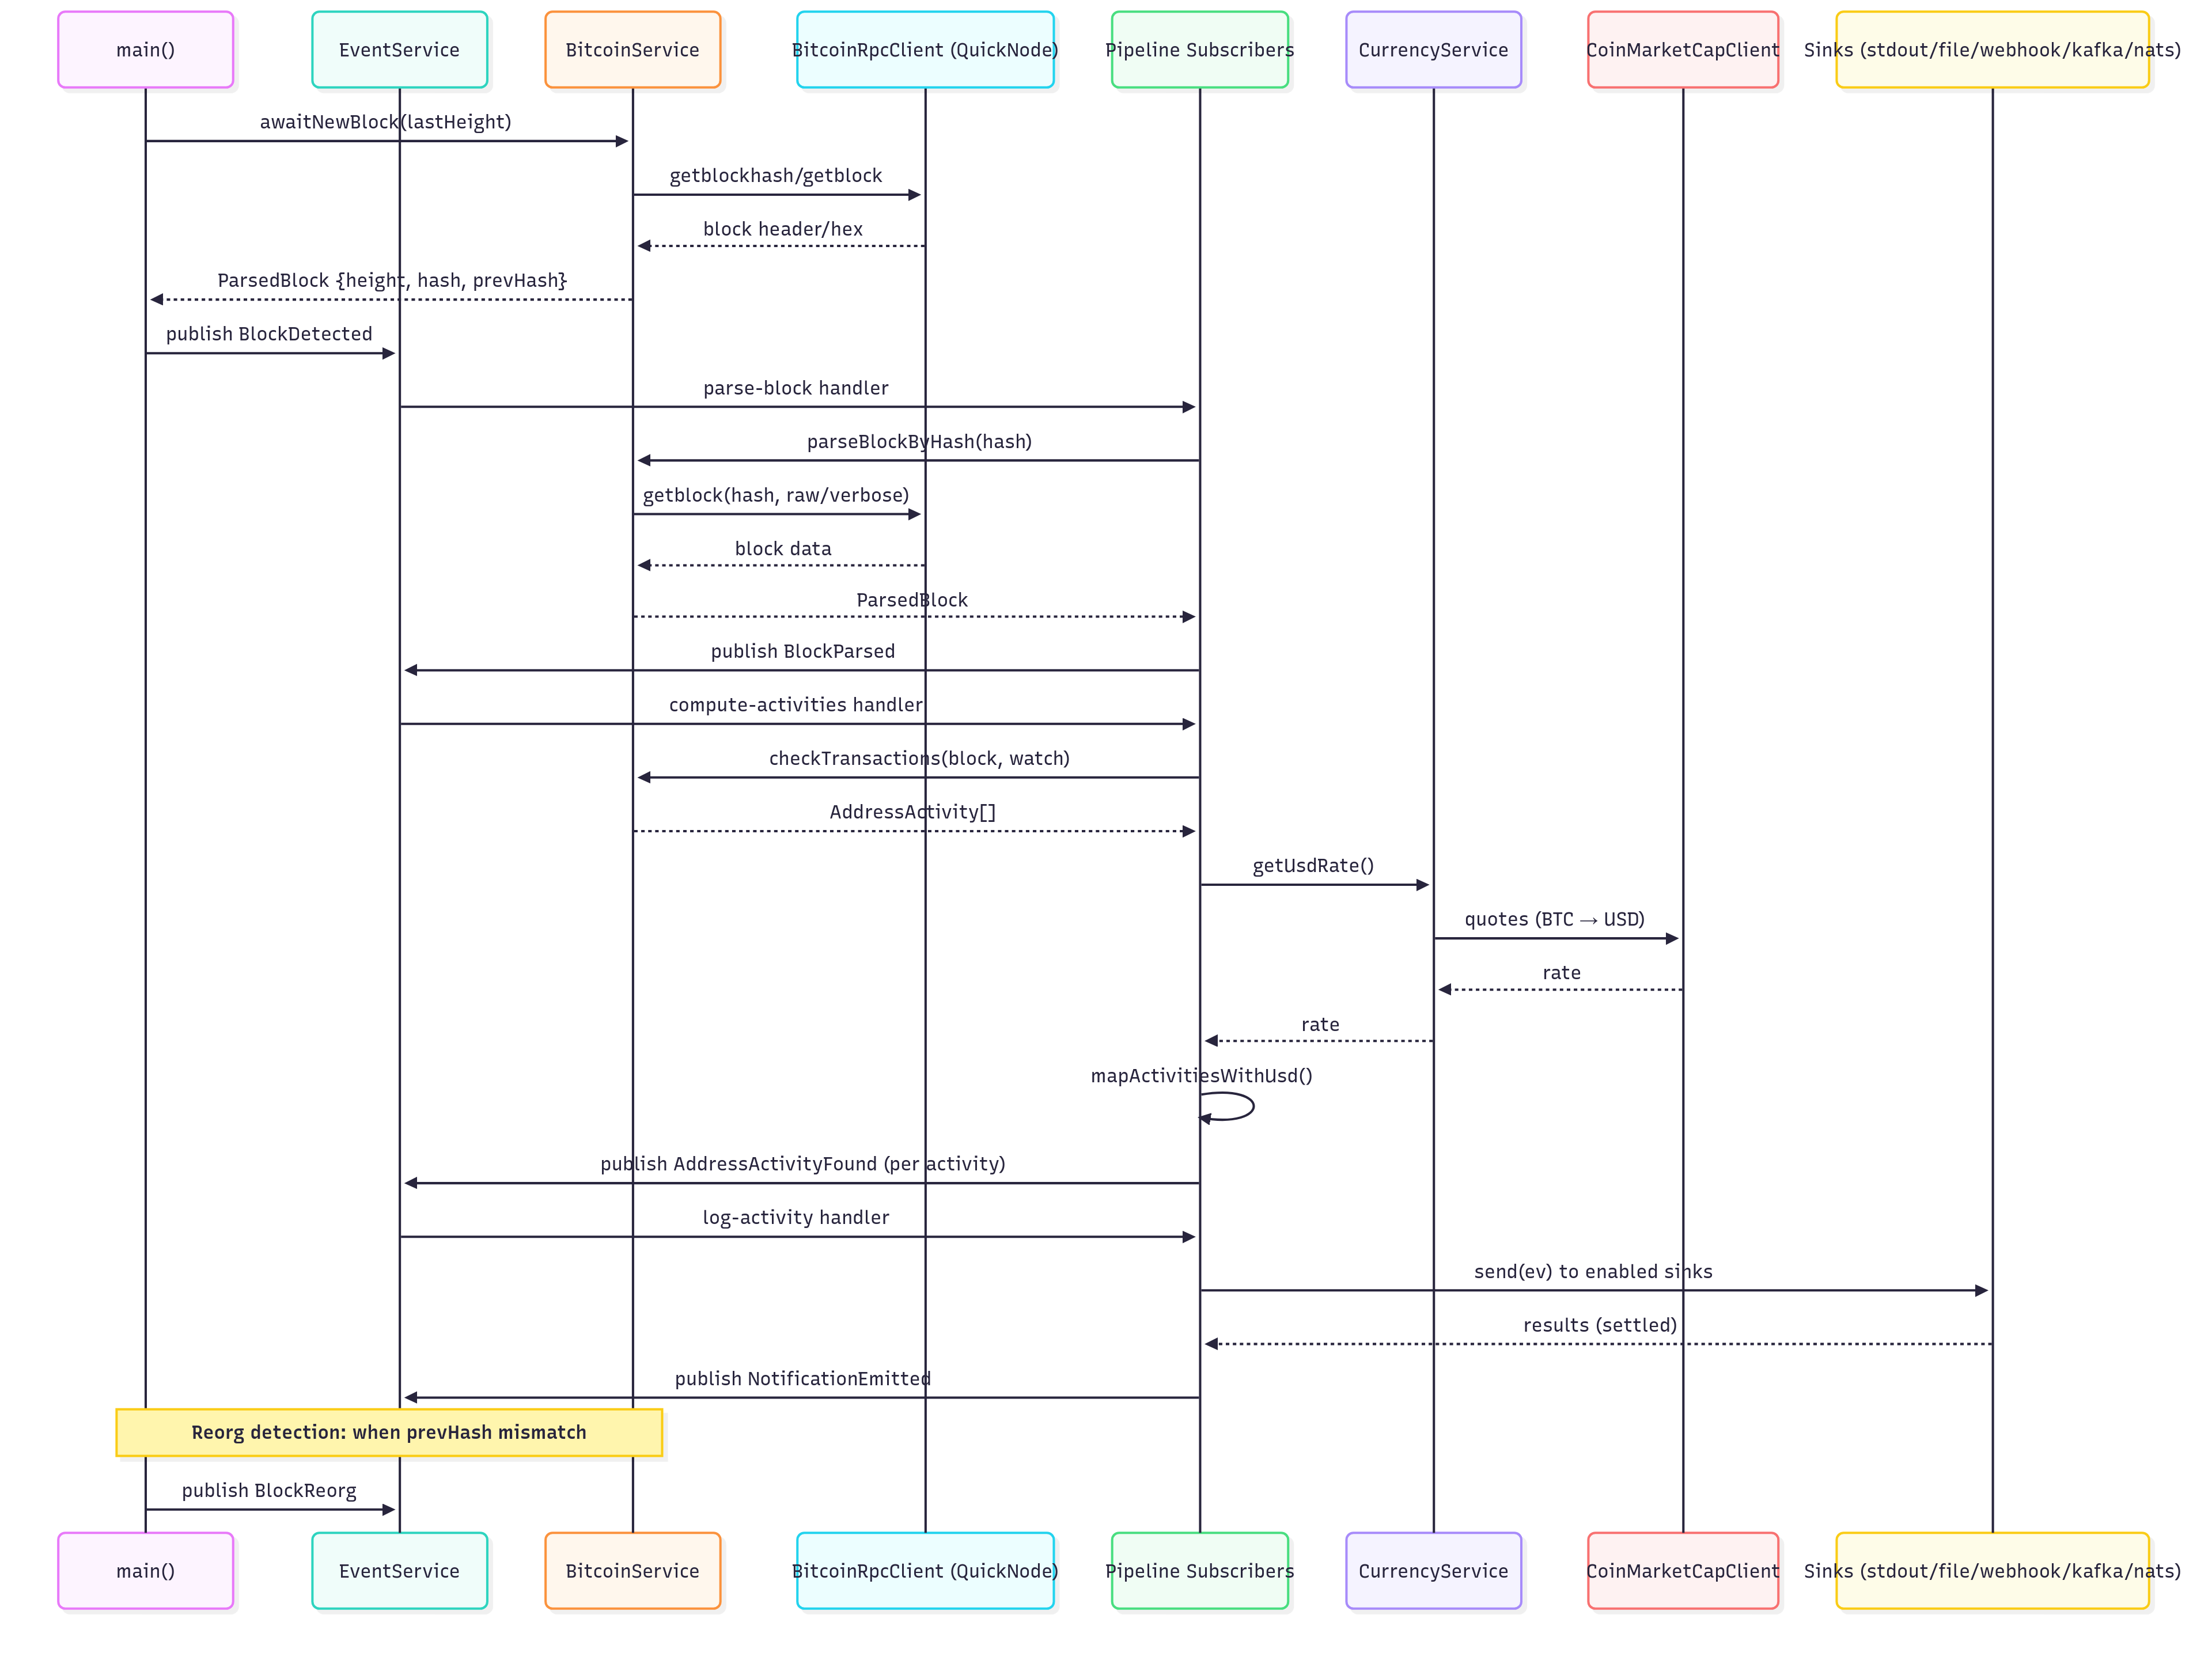 main()
EventService
BitcoinService
BitcoinRpcClient (QuickNode)
Pipeline Subscribers
CurrencyService
CoinMarketCapClient
Sinks (stdout/file/webhook/kafka/nats)
awaitNewBlock(lastHeight)
getblockhash/getblock
block header/hex
ParsedBlock {height, hash, prevHash}
publish BlockDetected
parse-block handler
parseBlockByHash(hash)
getblock(hash, raw/verbose)
block data
ParsedBlock
publish BlockParsed
compute-activities handler
checkTransactions(block, watch)
AddressActivity[]
getUsdRate()
quotes (BTC → USD)
rate
rate
mapActivitiesWithUsd()
publish AddressActivityFound (per activity)
log-activity handler
send(ev) to enabled sinks
results (settled)
publish NotificationEmitted
Reorg detection: when prevHash mismatch
publish BlockReorg
main()
EventService
BitcoinService
BitcoinRpcClient (QuickNode)
Pipeline Subscribers
CurrencyService
CoinMarketCapClient
Sinks (stdout/file/webhook/kafka/nats)